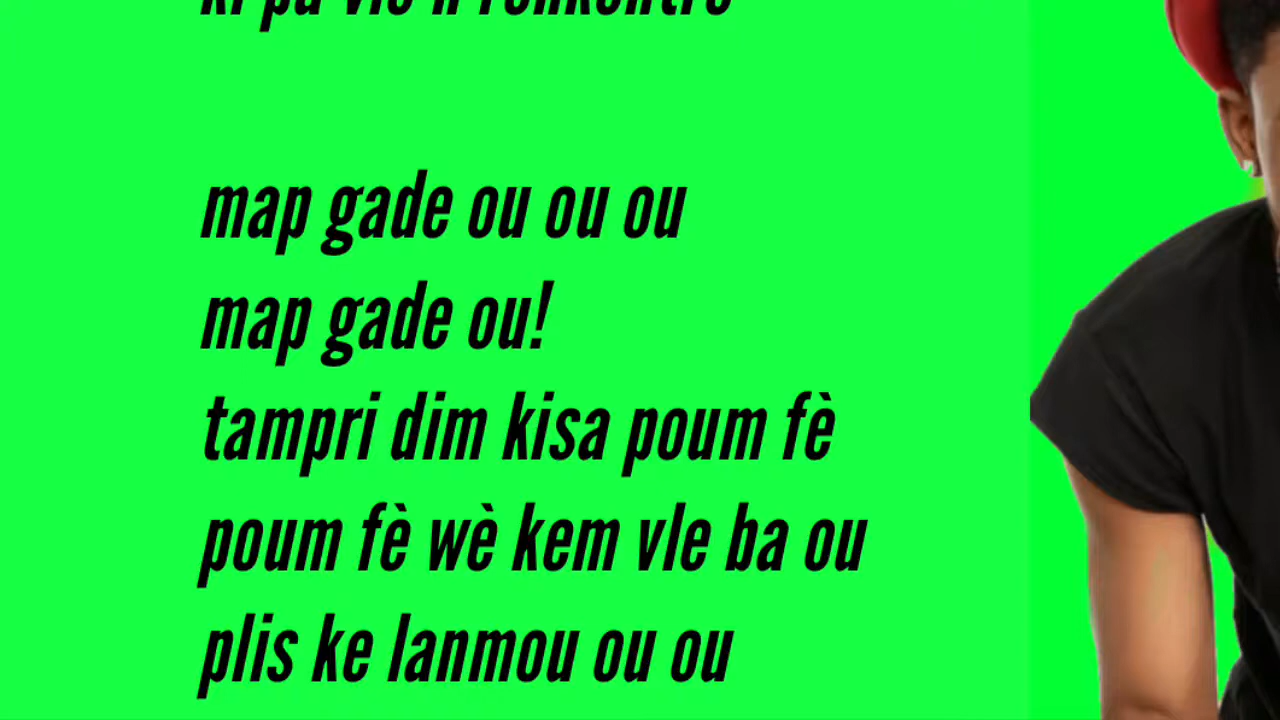 map gade ou ou ou
map gade ou!
tampri dim kisa poum fè
poum fè wè kem vle ba ou
plis ke lanmou ou ou